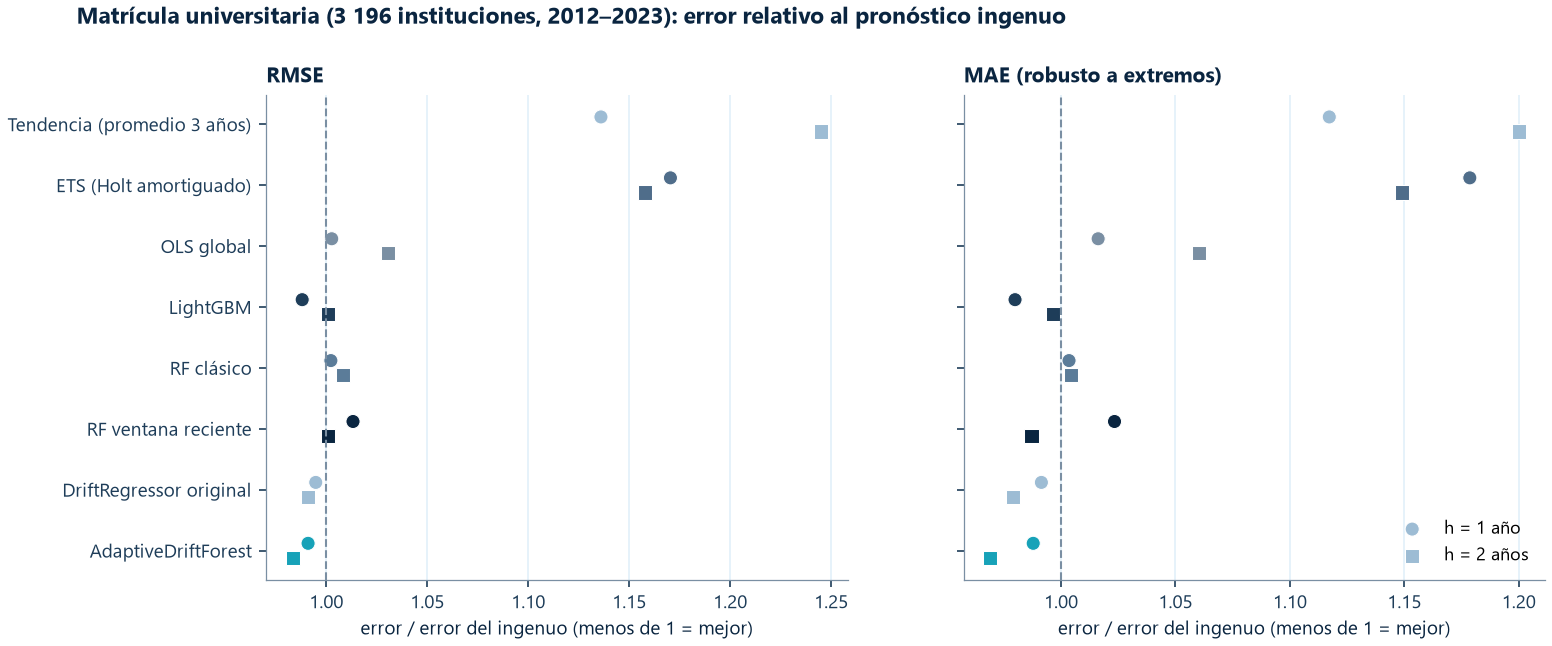 Matrícula universitaria (3 196 instituciones, 2012–2023): error relativo al pronóstico ingenuo
RMSE
Tendencia (promedio 3 años)
ETS (Holt amortiguado)
OLS global
LightGBM
RF clásico
RF ventana reciente
DriftRegressor original
AdaptiveDriftForest
1.00 1.05 1.10 1.15 1.20 1.25
error / error del ingenuo (menos de 1 = mejor)
MAE (robusto a extremos)
h = 1 año
h = 2 años
1.00 1.05 1.10 1.15 1.20
error / error del ingenuo (menos de 1 = mejor)